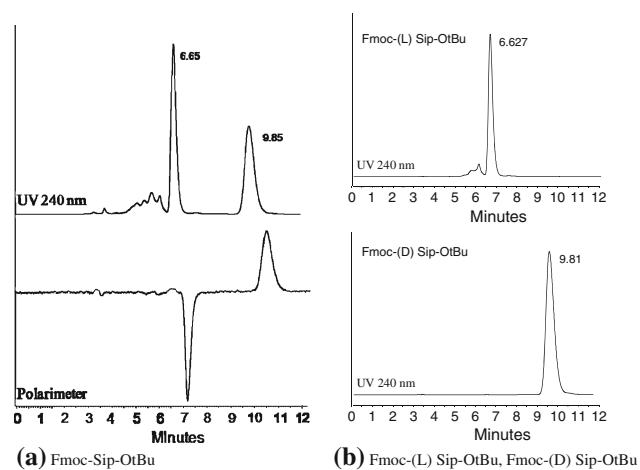 6.65
9.85
UV 240 nm
Polarimeter
0 1 2 3 4 5 6 7 8 9 10 11 12
Minutes
(a) Fmoc-Sip-OtBu
Fmoc-(L) Sip-OtBu
6.627
UV 240 nm
0 1 2 3 4 5 6 7 8 9 10 11 12
Minutes
Fmoc-(D) Sip-OtBu
9.81
UV 240 nm
0 1 2 3 4 5 6 7 8 9 10 11 12
Minutes
(b) Fmoc-(L) Sip-OtBu, Fmoc-(D) Sip-OtBu